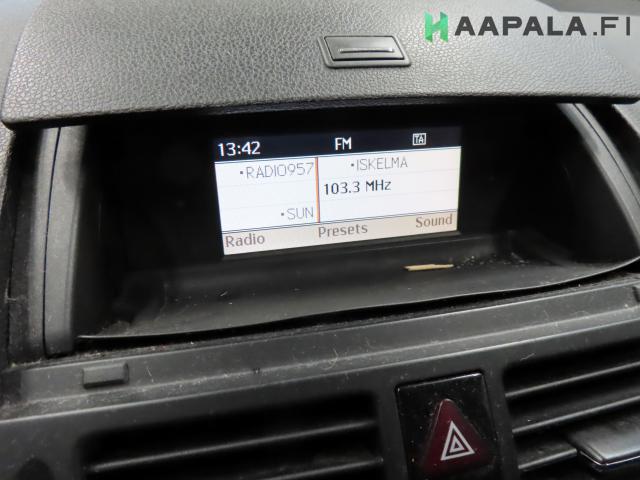 HAAPALA.FI
13:42 FM TA
•RADIO957 •ISKELMA
103.3 MHz
•SUN
Radio Presets Sound